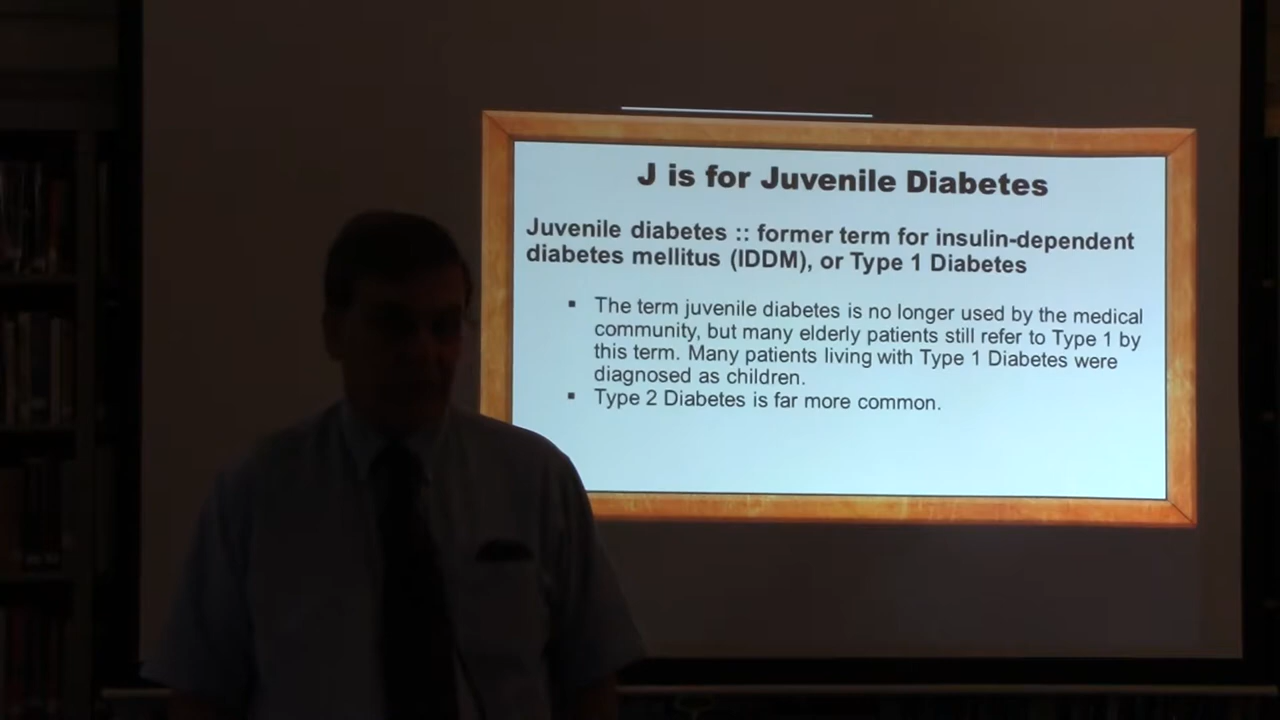 J is for Juvenile Diabetes
Juvenile diabetes :: former term for insulin-dependent
diabetes mellitus (IDDM), or Type 1 Diabetes
▪ The term juvenile diabetes is no longer used by the medical
community, but many elderly patients still refer to Type 1 by
this term. Many patients living with Type 1 Diabetes were
diagnosed as children.
▪ Type 2 Diabetes is far more common.